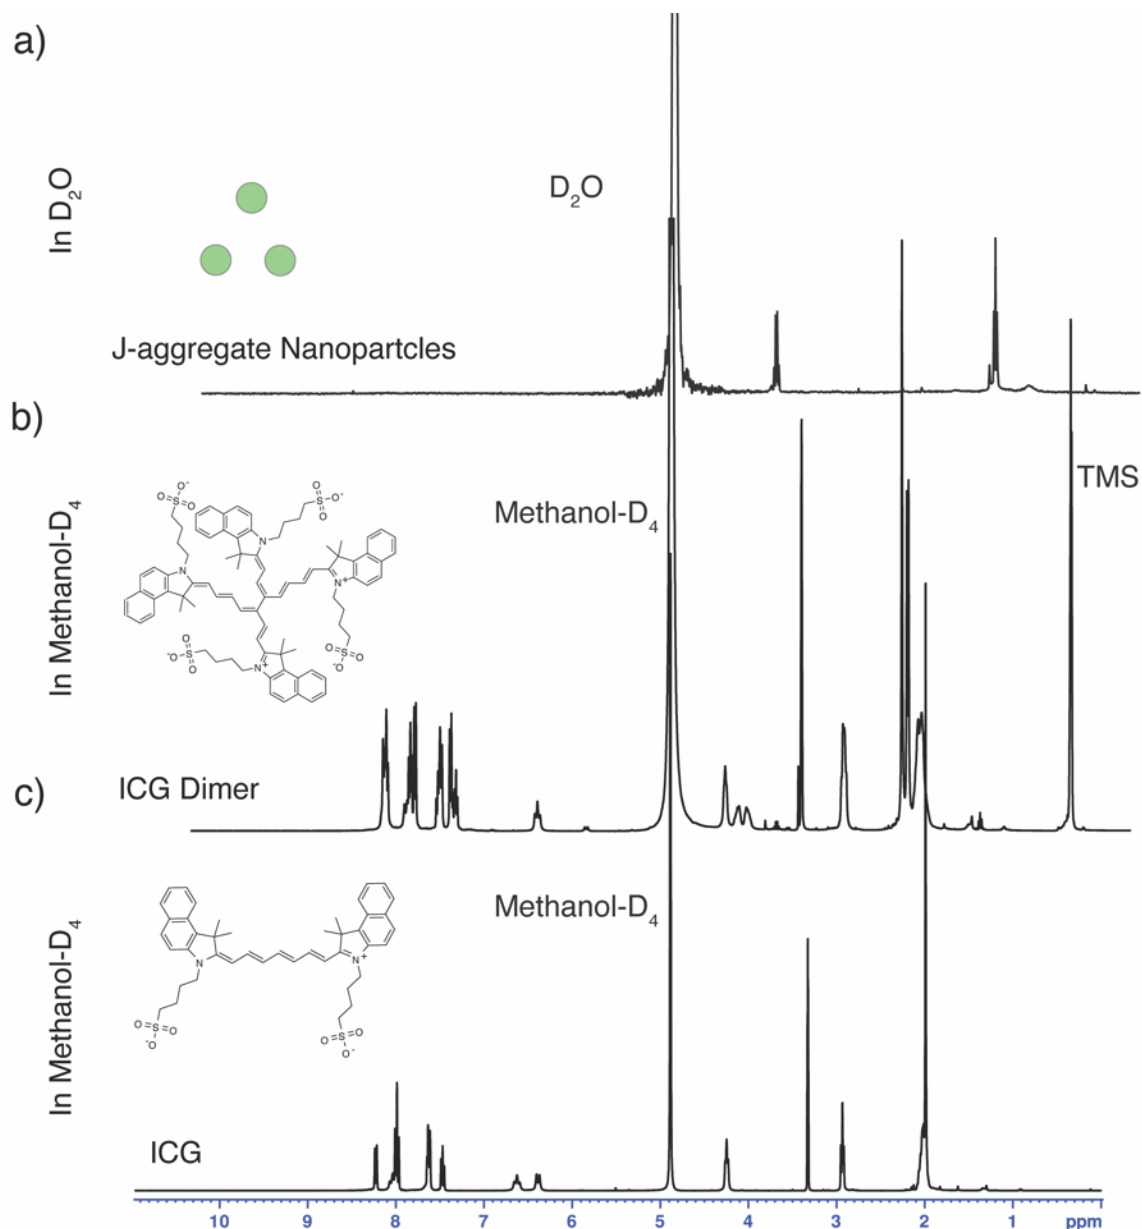 a)
In D₂O
D₂O
J-aggregate Nanopartcles
b)
In Methanol-D₄
Methanol-D₄
TMS
O⁻
S
O
O
O
S
O
O⁻
N
N
N⁺
⁻O
S
O
O
N⁺
O
S
O
⁻O
ICG Dimer
c)
In Methanol-D₄
Methanol-D₄
N
N⁺
O
S
O
⁻O
O
S
O
O⁻
ICG
10 9 8 7 6 5 4 3 2 1 ppm